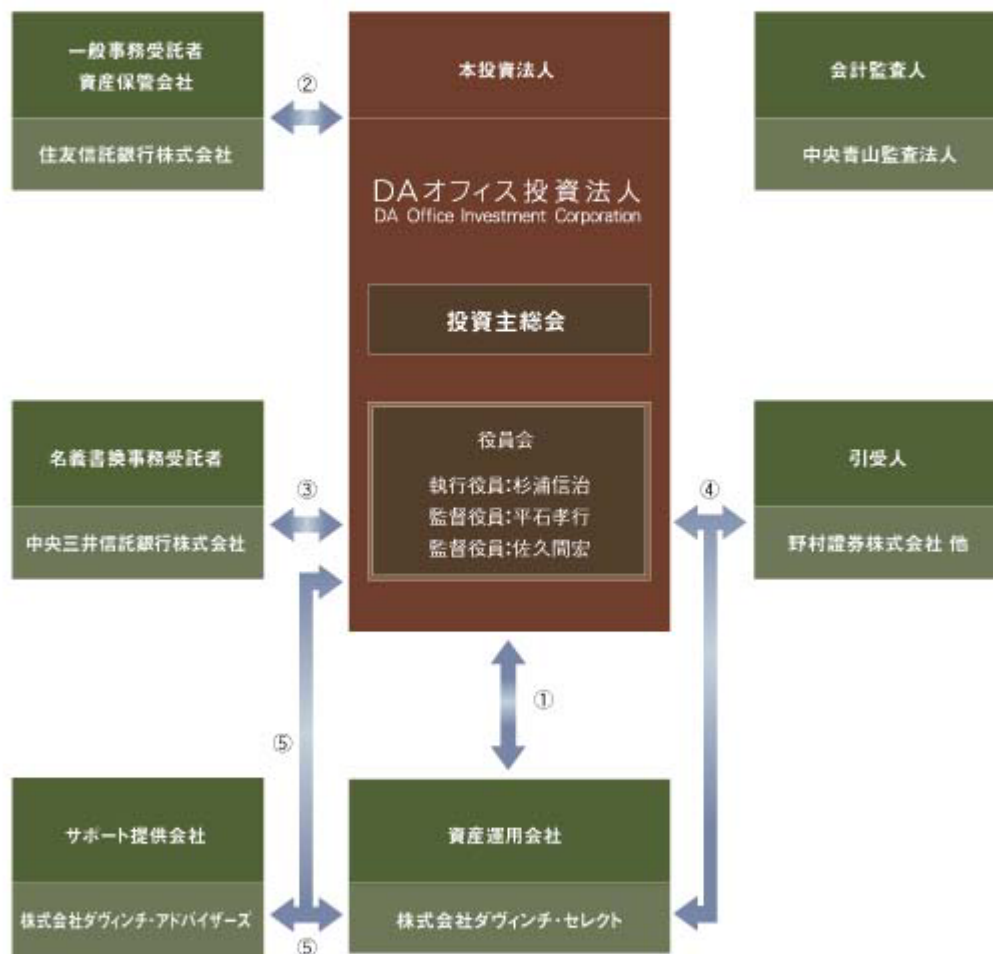 一般事務受託者
資産保管会社
住友信託銀行株式会社
②
本投資法人
DAオフィス投資法人
DA Office Investment Corporation
投資主総会
役員会
執行役員:杉浦信治
監督役員:平石孝行
監督役員:佐久間宏
会計監査人
中央青山監査法人
名義書換事務受託者
中央三井信託銀行株式会社
③
④
引受人
野村證券株式会社 他
①
⑤
サポート提供会社
株式会社ダヴィンチ・アドバイザーズ
⑤
資産運用会社
株式会社ダヴィンチ・セレクト